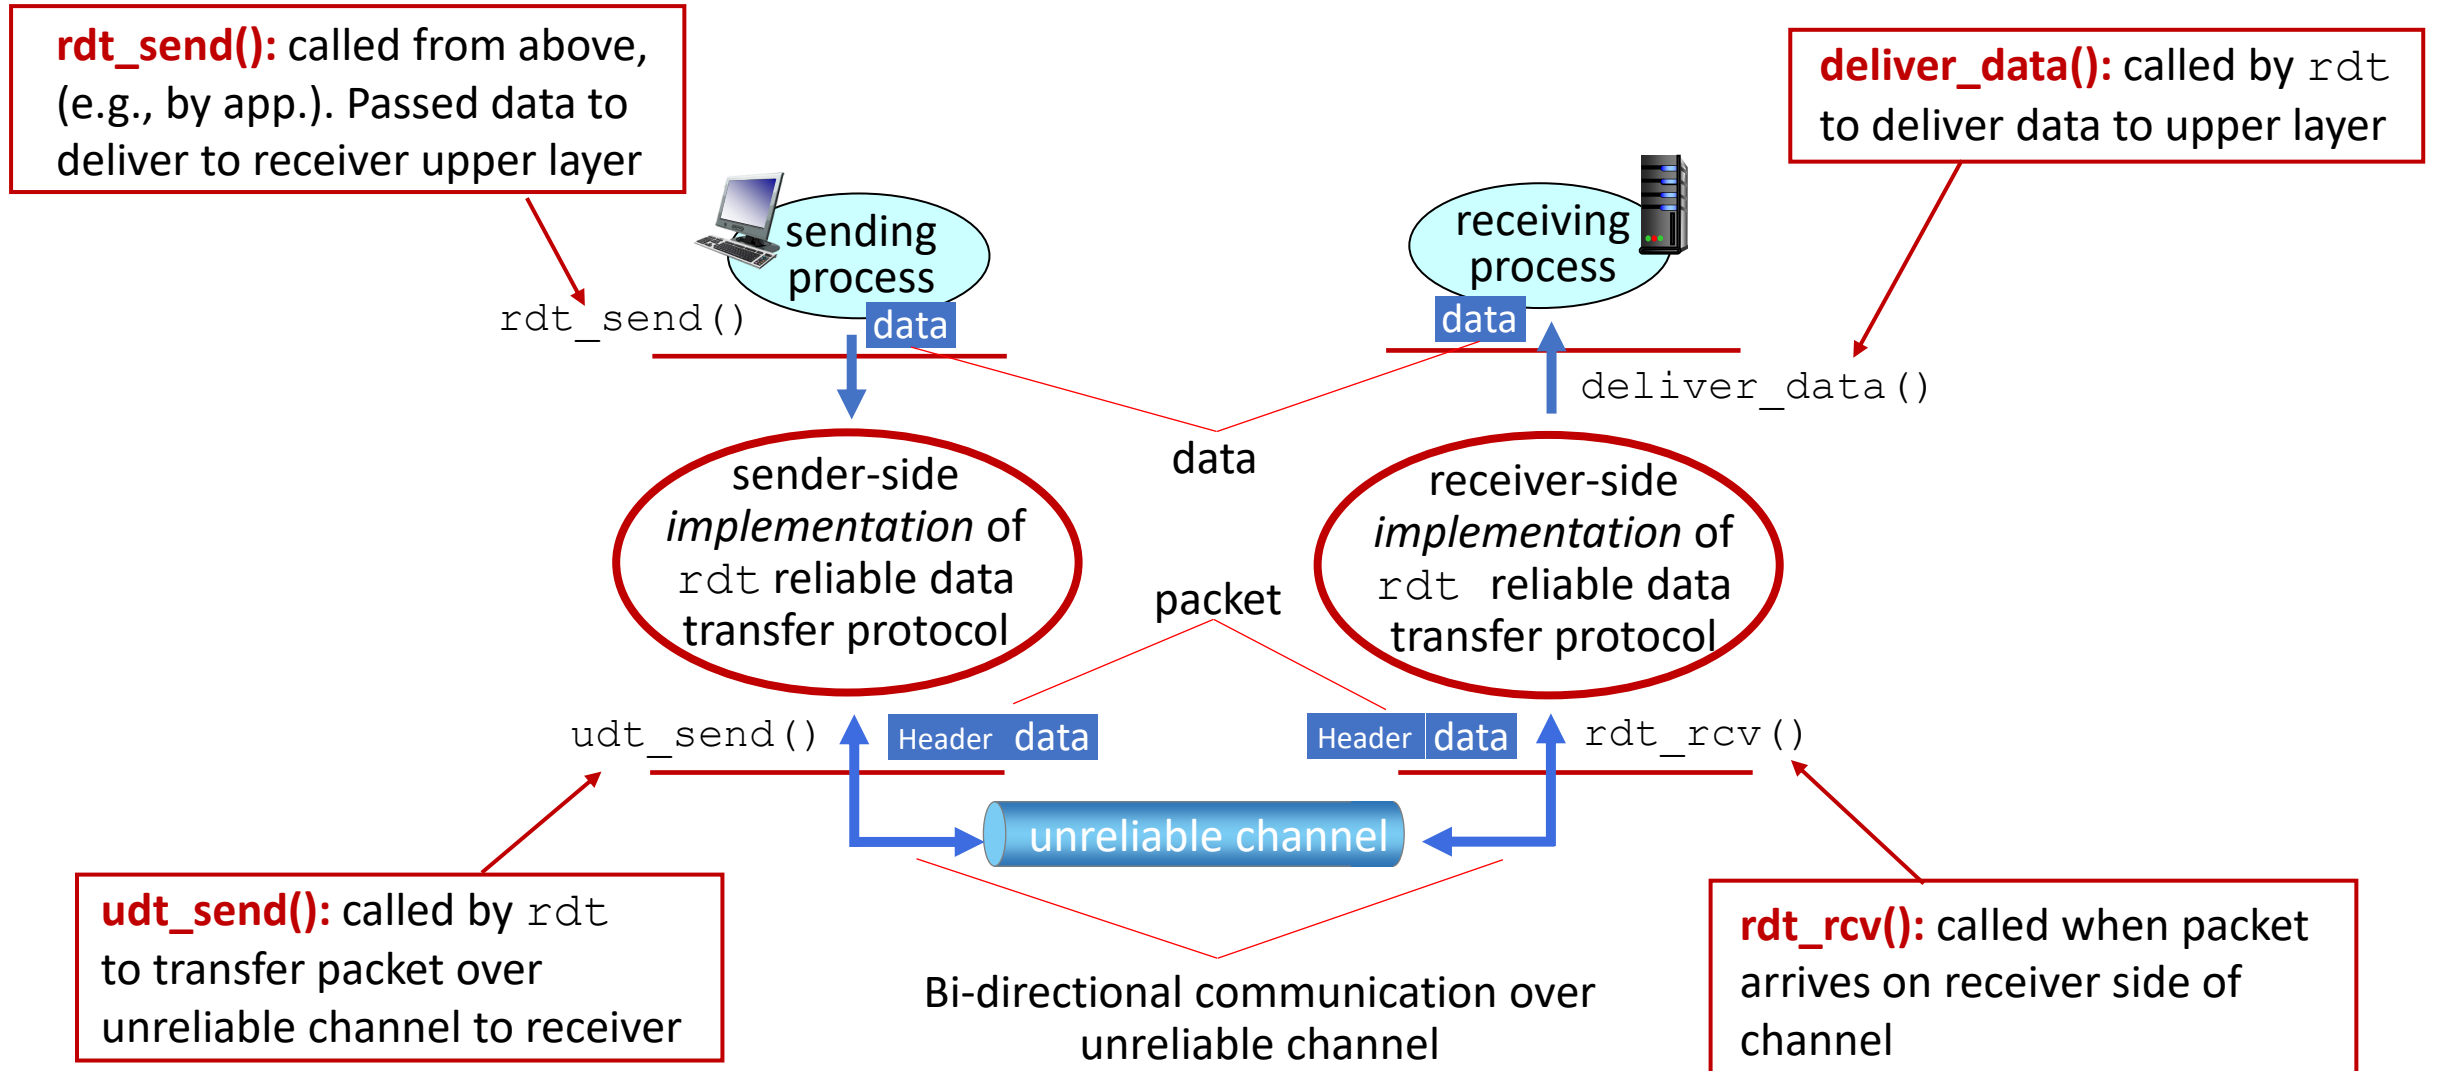 rdt_send(): called from above,
(e.g., by app.). Passed data to
deliver to receiver upper layer
deliver_data(): called by rdt
to deliver data to upper layer
sending
process
receiving
process
rdt_send()
data
data
deliver_data()
data
sender-side
implementation of
rdt reliable data
transfer protocol
receiver-side
implementation of
rdt reliable data
transfer protocol
packet
udt_send()
Header data
Header data
rdt_rcv()
unreliable channel
udt_send(): called by rdt
to transfer packet over
unreliable channel to receiver
Bi-directional communication over
unreliable channel
rdt_rcv(): called when packet
arrives on receiver side of
channel